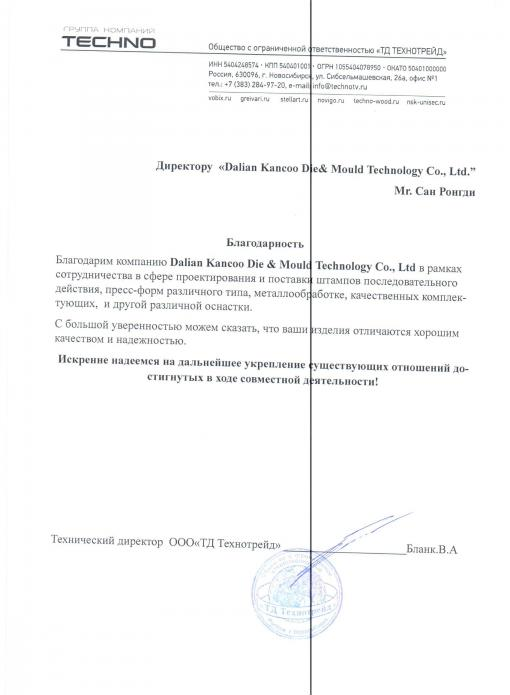 ГРУППА КОМПАНИЙ
TECHNO
Общество с ограниченной ответственностью «ТД ТЕХНОТРЕЙД»
ИНН 5404248574 • КПП 540401001 • ОГРН 1055404078950 • ОКАТО 50401000000
Россия, 630096, г. Новосибирск, ул. Сибсельмашевская, 26а, офис №1
тел.: +7 (383) 284-97-20, e-mail: info@technotv.ru
vobix.ru greivari.ru stellart.ru novigo.ru techno-wood.ru nsk-unisec.ru
Директору «Dalian Kancoo Die& Mould Technology Co., Ltd.”
Mr. Сан Ронгди
Благодарность
Благодарим компанию Dalian Kancoo Die & Mould Technology Co., Ltd в рамках
сотрудничества в сфере проектирования и поставки штампов последовательного
действия, пресс-форм различного типа, металлообработке, качественных комплек-
тующих, и другой различной оснастки.
С большой уверенностью можем сказать, что ваши изделия отличаются хорошим
качеством и надежностью.
Искренне надеемся на дальнейшее укрепление существующих отношений до-
стигнутых в ходе совместной деятельности!
Технический директор ООО«ТД Технотрейд» ____________________Бланк.В.А
ТД Технотрейд